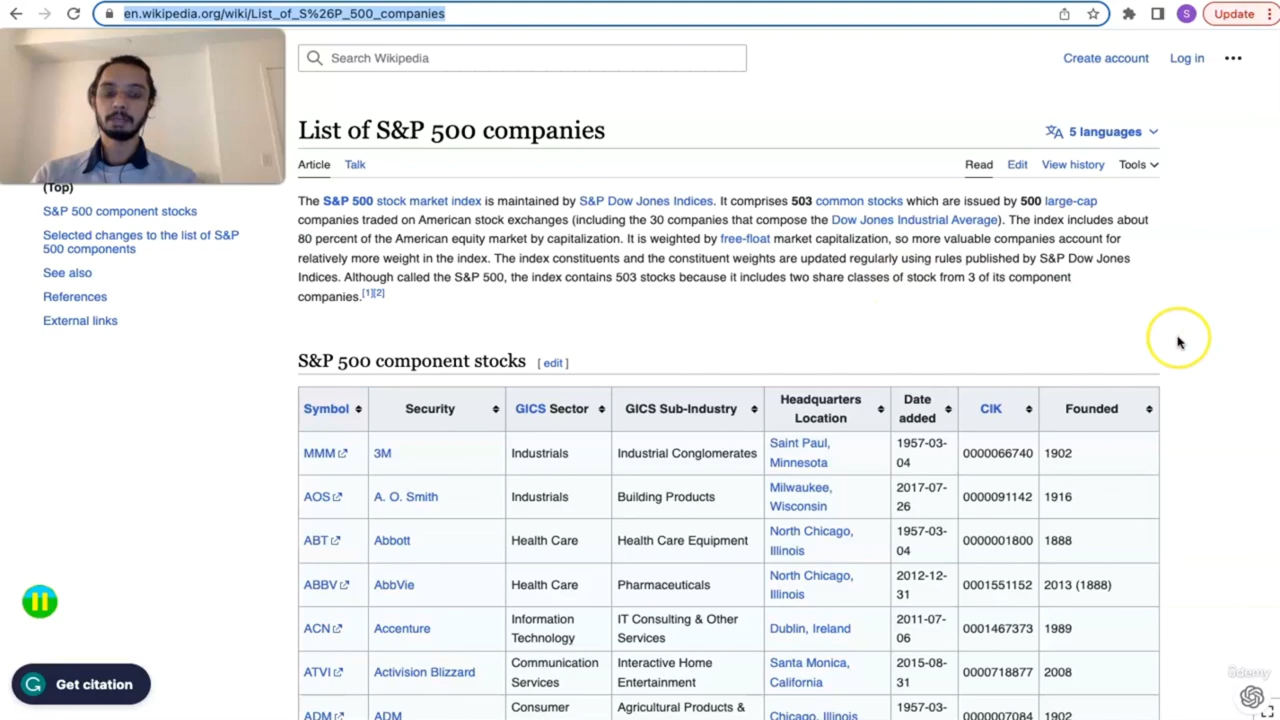 en.wikipedia.org/wiki/List_of_S%26P_500_companies
S
Update
Search Wikipedia
Create account
Log in
List of S&P 500 companies
5 languages
Article
Talk
Read
Edit
View history
Tools
(Top)
S&P 500 component stocks
Selected changes to the list of S&P
500 components
See also
References
External links
The S&P 500 stock market index is maintained by S&P Dow Jones Indices. It comprises 503 common stocks which are issued by 500 large-cap
companies traded on American stock exchanges (including the 30 companies that compose the Dow Jones Industrial Average). The index includes about
80 percent of the American equity market by capitalization. It is weighted by free-float market capitalization, so more valuable companies account for
relatively more weight in the index. The index constituents and the constituent weights are updated regularly using rules published by S&P Dow Jones
Indices. Although called the S&P 500, the index contains 503 stocks because it includes two share classes of stock from 3 of its component
companies.[1][2]
S&P 500 component stocks [ edit ]
Symbol Security GICS Sector GICS Sub-Industry Headquarters Location Date added CIK Founded
MMM 3M Industrials Industrial Conglomerates Saint Paul, Minnesota 1957-03-04 0000066740 1902
AOS A. O. Smith Industrials Building Products Milwaukee, Wisconsin 2017-07-26 0000091142 1916
ABT Abbott Health Care Health Care Equipment North Chicago, Illinois 1957-03-04 0000001800 1888
ABBV AbbVie Health Care Pharmaceuticals North Chicago, Illinois 2012-12-31 0001551152 2013 (1888)
ACN Accenture Information Technology IT Consulting & Other Services Dublin, Ireland 2011-07-06 0001467373 1989
ATVI Activision Blizzard Communication Services Interactive Home Entertainment Santa Monica, California 2015-08-31 0000718877 2008
ADM ADM Consumer Agricultural Products & Chicago, Illinois 1957-03- 0000007084 1902
Get citation
ûdemy